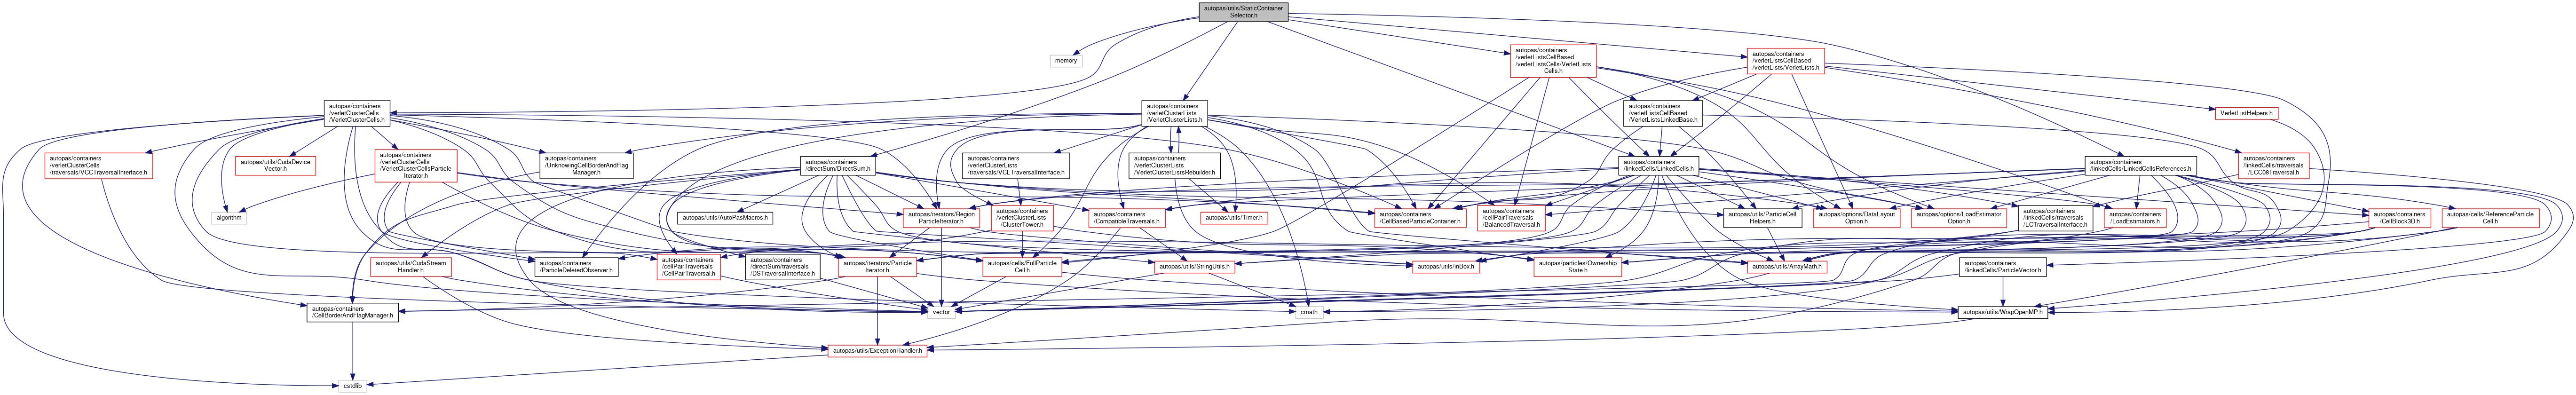 autopas/utils/StaticContainer
Selector.h
memory
autopas/containers
/verletListsCellBased
/verletListsCells/VerletLists
Cells.h
autopas/containers
/verletListsCellBased
/verletLists/VerletLists.h
autopas/containers
/verletClusterCells
/VerletClusterCells.h
autopas/containers
/verletClusterLists
/VerletClusterLists.h
autopas/containers
/verletListsCellBased
/VerletListsLinkedBase.h
VerletListHelpers.h
autopas/containers
/verletClusterCells
/traversals/VCCTraversalInterface.h
autopas/utils/CudaDevice
Vector.h
autopas/containers
/verletClusterCells
/VerletClusterCellsParticle
Iterator.h
autopas/containers
/UnknowingCellBorderAndFlag
Manager.h
autopas/containers
/directSum/DirectSum.h
autopas/containers
/verletClusterLists
/traversals/VCLTraversalInterface.h
autopas/containers
/verletClusterLists
/VerletClusterListsRebuilder.h
autopas/containers
/linkedCells/LinkedCells.h
autopas/containers
/linkedCells/LinkedCellsReferences.h
autopas/containers
/linkedCells/traversals
/LCC08Traversal.h
algorithm
autopas/utils/AutoPasMacros.h
autopas/iterators/Region
ParticleIterator.h
autopas/containers
/verletClusterLists
/ClusterTower.h
autopas/containers
/CompatibleTraversals.h
autopas/utils/Timer.h
autopas/containers
/CellBasedParticleContainer.h
autopas/containers
/cellPairTraversals
/BalancedTraversal.h
autopas/utils/ParticleCell
Helpers.h
autopas/options/DataLayout
Option.h
autopas/options/LoadEstimator
Option.h
autopas/containers
/linkedCells/traversals
/LCTraversalInterface.h
autopas/containers
/LoadEstimators.h
autopas/containers
/CellBlock3D.h
autopas/cells/ReferenceParticle
Cell.h
autopas/utils/CudaStream
Handler.h
autopas/containers
/ParticleDeletedObserver.h
autopas/containers
/cellPairTraversals
/CellPairTraversal.h
autopas/containers
/directSum/traversals
/DSTraversalInterface.h
autopas/iterators/Particle
Iterator.h
autopas/cells/FullParticle
Cell.h
autopas/utils/StringUtils.h
autopas/utils/inBox.h
autopas/particles/Ownership
State.h
autopas/utils/ArrayMath.h
autopas/containers
/linkedCells/ParticleVector.h
autopas/containers
/CellBorderAndFlagManager.h
vector
cmath
autopas/utils/WrapOpenMP.h
autopas/utils/ExceptionHandler.h
cstdlib